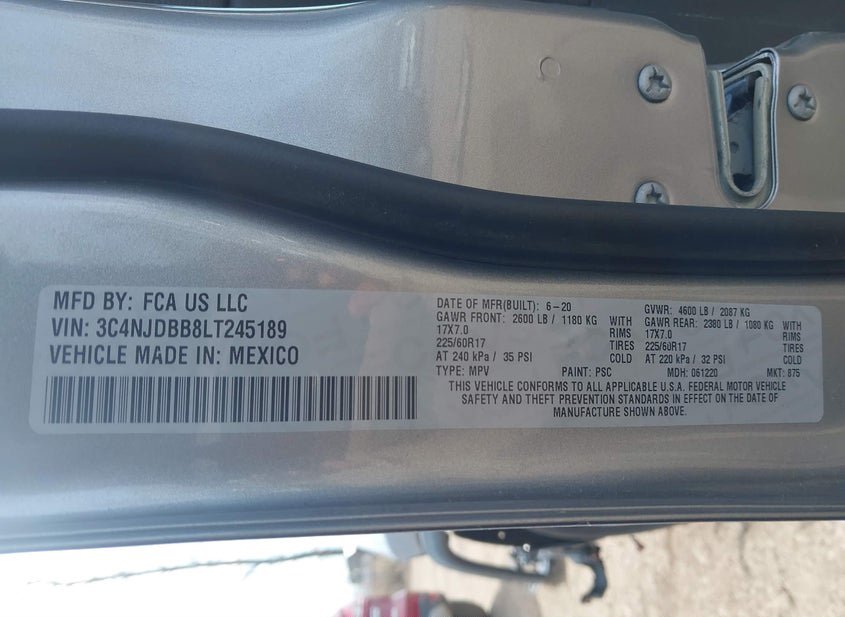 MFD BY: FCA US LLC
VIN: 3C4NJDBB8LT245189
VEHICLE MADE IN: MEXICO
DATE OF MFR(BUILT): 6-20 GVWR: 4600 LB / 2087 KG
GAWR FRONT: 2600 LB / 1180 KG WITH GAWR REAR: 2380 LB / 1080 KG WITH
17X7.0 RIMS 17X7.0 RIMS
225/60R17 TIRES 225/60R17 TIRES
AT 240 kPa / 35 PSI COLD AT 220 kPa / 32 PSI COLD
TYPE: MPV PAINT: PSC MDH: 061220 MKT: 875
THIS VEHICLE CONFORMS TO ALL APPLICABLE U.S.A. FEDERAL MOTOR VEHICLE
SAFETY AND THEFT PREVENTION STANDARDS IN EFFECT ON THE DATE OF
MANUFACTURE SHOWN ABOVE.